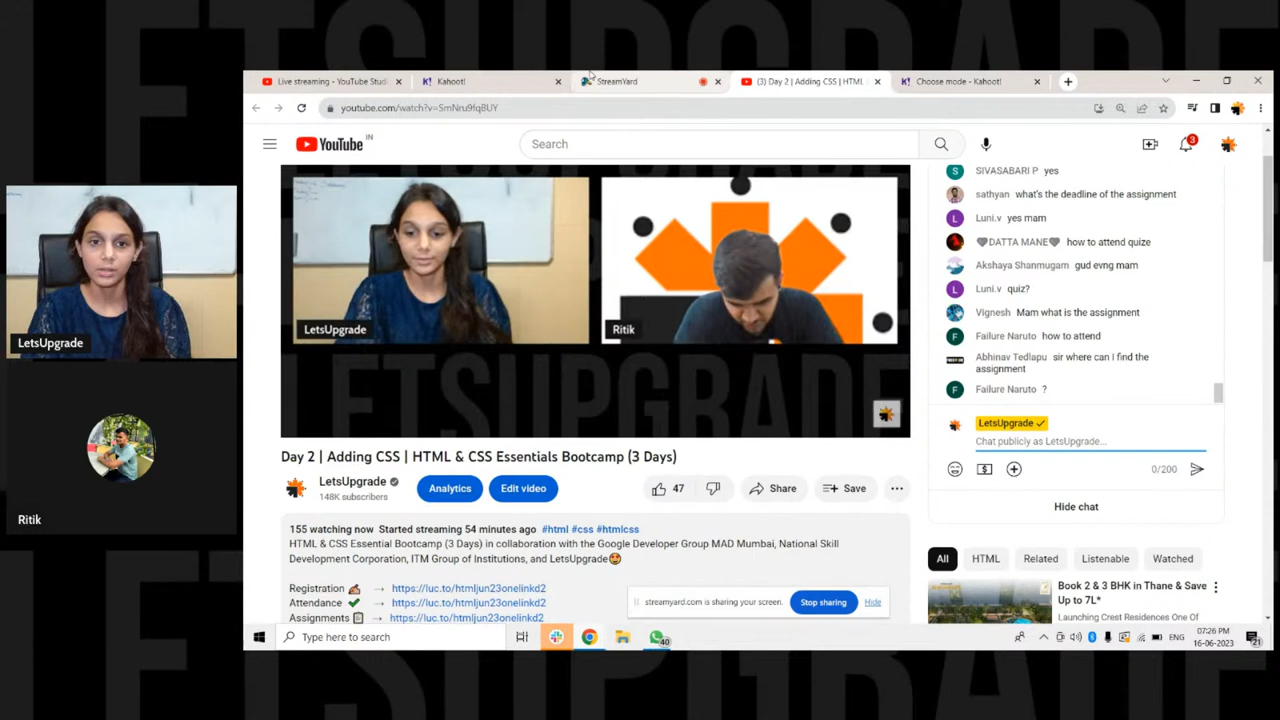 LETSUPGRADE
Live streaming - YouTube Studi
Kahoot!
StreamYard
(3) Day 2 | Adding CSS | HTML
Choose mode - Kahoot!
youtube.com/watch?v=SmNru9fqBUY
YouTube IN
Search
3
LetsUpgrade
Ritik
LetsUpgrade
Ritik
LETSUPGRADE
SIVASABARI P yes
sathyan what's the deadline of the assignment
Luni.v yes mam
DATTA MANE how to attend quize
Akshaya Shanmugam gud evng mam
Luni.v quiz?
Vignesh Mam what is the assignment
Failure Naruto how to attend
Abhinav Tedlapu sir where can I find the
assignment
Failure Naruto ?
LetsUpgrade
Chat publicly as LetsUpgrade...
0/200
Hide chat
Day 2 | Adding CSS | HTML & CSS Essentials Bootcamp (3 Days)
LetsUpgrade
148K subscribers
Analytics
Edit video
47
Share
Save
155 watching now Started streaming 54 minutes ago #html #css #htmlcss
HTML & CSS Essential Bootcamp (3 Days) in collaboration with the Google Developer Group MAD Mumbai, National Skill
Development Corporation, ITM Group of Institutions, and LetsUpgrade
Registration → https://luc.to/htmljun23onelinkd2
Attendance → https://luc.to/htmljun23onelinkd2
Assignments → https://luc.to/htmljun23onelinkd2
streamyard.com is sharing your screen.
Stop sharing
Hide
All
HTML
Related
Listenable
Watched
Book 2 & 3 BHK in Thane & Save
Up to 7L*
Launching Crest Residences One Of
Type here to search
40
ENG
07:26 PM
16-06-2023
21